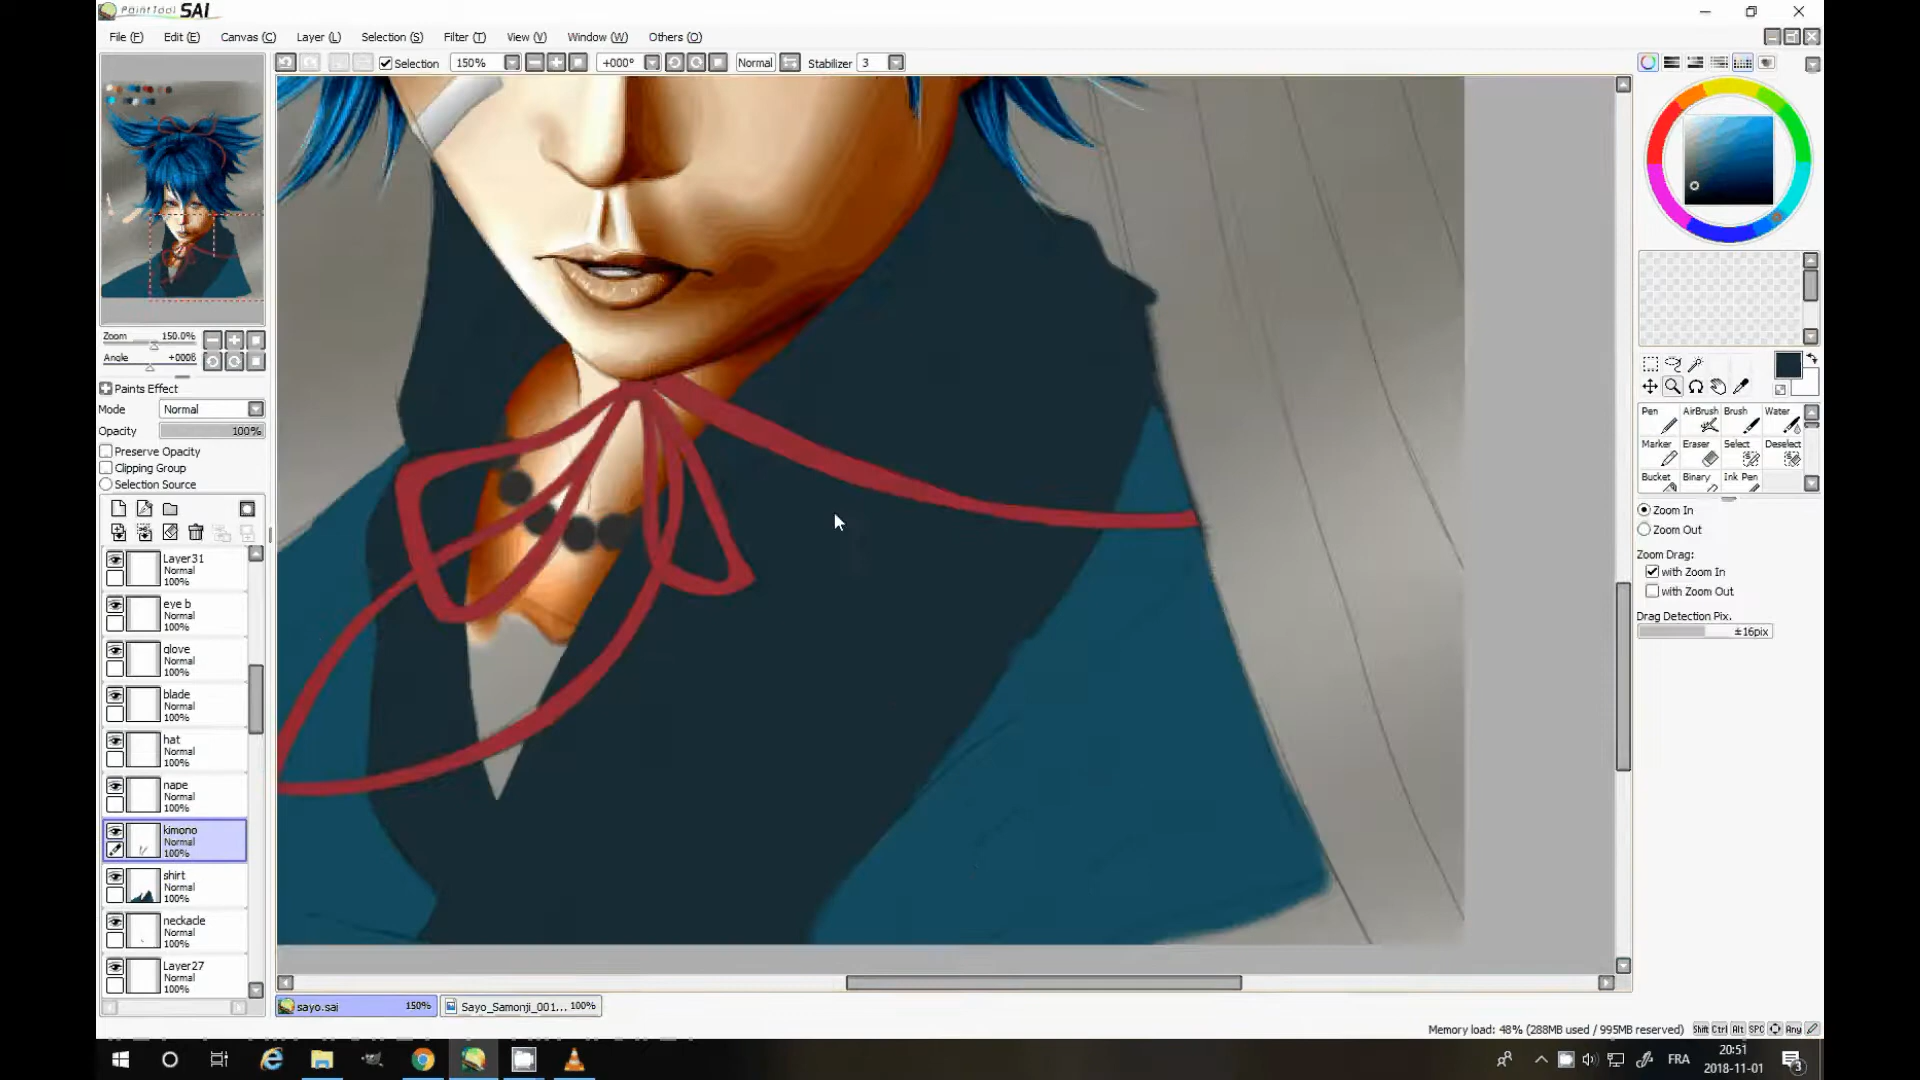 PaintTool SAI
File (F) Edit (E) Canvas (C) Layer (L) Selection (S) Filter (T) View (V) Window (W) Others (O)
Selection 150% +000° Normal Stabilizer 3
Zoom 150.0%
Angle +0008
Paints Effect
Mode Normal
Opacity 100%
Preserve Opacity
Clipping Group
Selection Source
Layer31
Normal
100%
eye b
Normal
100%
glove
Normal
100%
blade
Normal
100%
hat
Normal
100%
nape
Normal
100%
kimono
Normal
100%
shirt
Normal
100%
neckade
Normal
100%
Layer27
Normal
100%
Pen AirBrush Brush Water
Marker Eraser Select Deselect
Bucket Binary Ink Pen
Zoom In
Zoom Out
Zoom Drag:
with Zoom In
with Zoom Out
Drag Detection Pix.
±16pix
sayo.sai 150% Sayo_Samonji_001... 100%
Memory load: 48% (288MB used / 995MB reserved) Shift Ctrl Alt SPC Any
FRA
20:51
2018-11-01
3